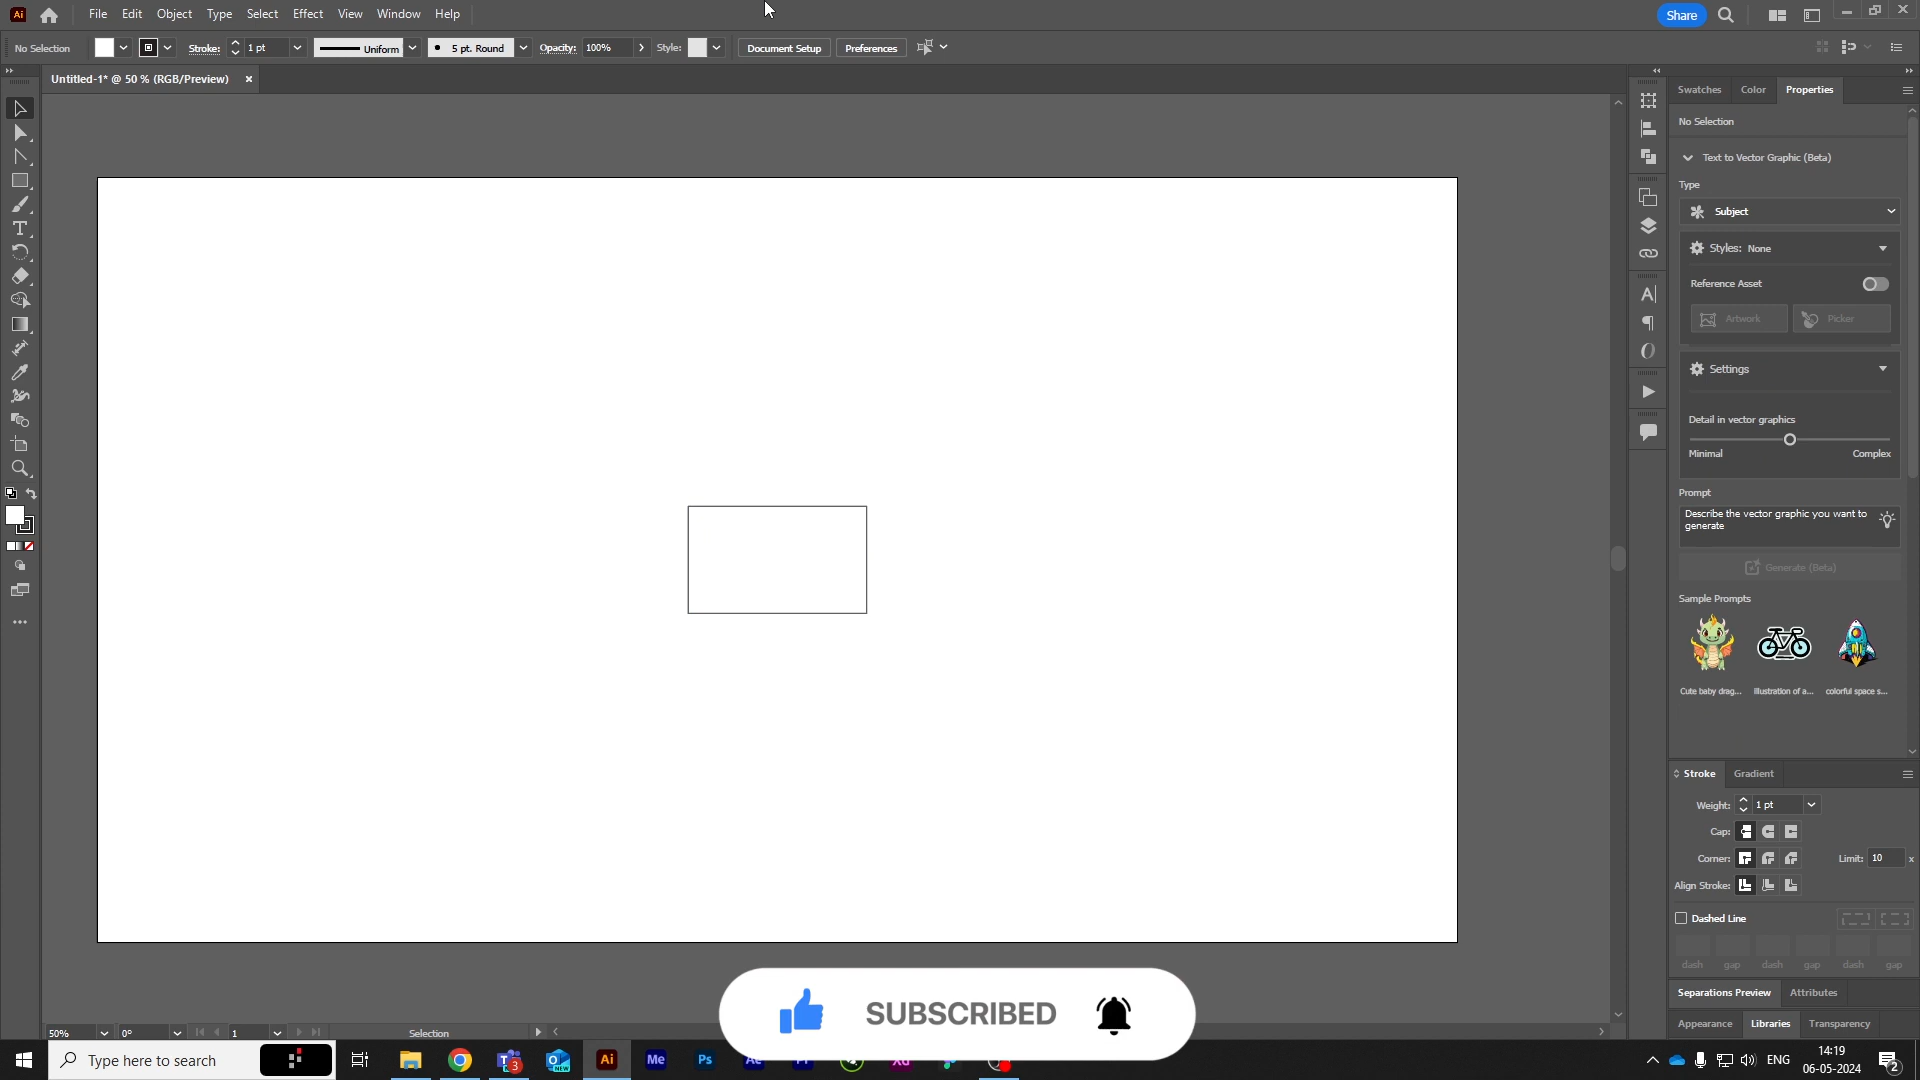 Ai File Edit Object Type Select Effect View Window Help Share
No Selection Stroke: 1 pt Uniform 5 pt. Round Opacity: 100% Style: Document Setup Preferences
Untitled-1* @ 50 % (RGB/Preview) ×
Swatches Color Properties
No Selection
Text to Vector Graphic (Beta)
Type
Subject
Styles: None
Reference Asset
Artwork Picker
Settings
Detail in vector graphics
Minimal Complex
Prompt
Describe the vector graphic you want to
generate
Generate (Beta)
Sample Prompts
Cute baby drag... Illustration of a... colorful space s...
Stroke Gradient
Weight: 1 pt
Cap:
Corner: Limit: 10 x
Align Stroke:
Dashed Line
dash gap dash gap dash gap
Separations Preview Attributes
Appearance Libraries Transparency
50% 0° 1 Selection
SUBSCRIBED
Type here to search
3
NEW
Ai Me Ps
ENG
14:19
06-05-2024
2